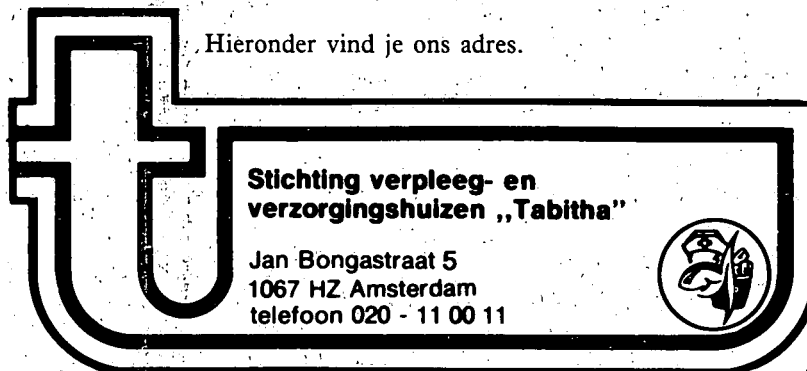 Hieronder vind je ons adres.
Stichting verpleeg- en
verzorgingshuizen ,,Tabitha"
Jan Bongastraat 5
1067 HZ Amsterdam
telefoon 020 - 11 00 11